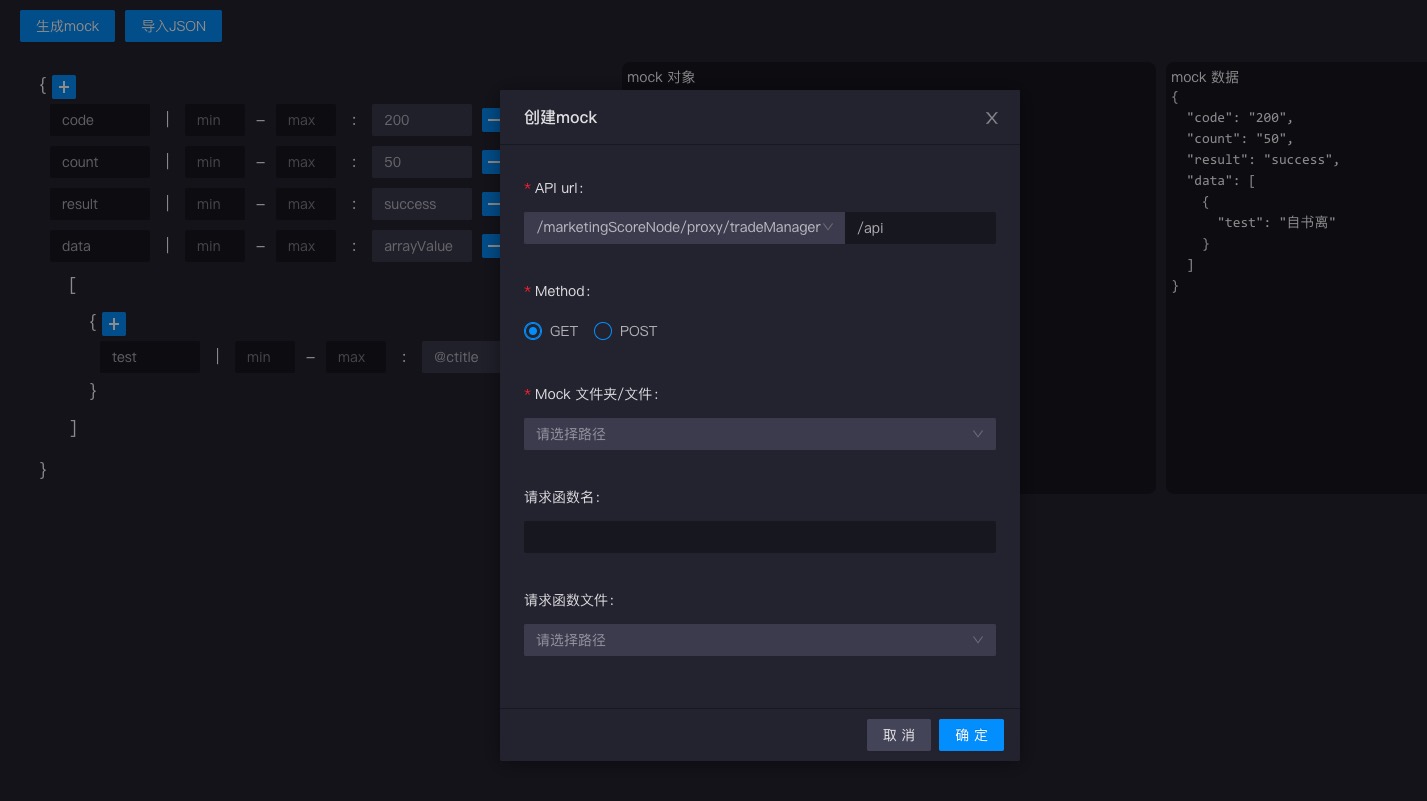 生成mock 导入JSON
{ +
code | min – max : 200
count | min – max : 50
result | min – max : success
data | min – max : arrayValue
[
{ +
test | min – max : @ctitle
}
]
}
mock 对象
创建mock
* API url:
/marketingScoreNode/proxy/tradeManager /api
* Method:
GET POST
* Mock 文件夹/文件:
请选择路径
请求函数名:
请求函数文件:
请选择路径
取 消 确 定
mock 数据
{
"code": "200",
"count": "50",
"result": "success",
"data": [
{
"test": "自书离"
}
]
}